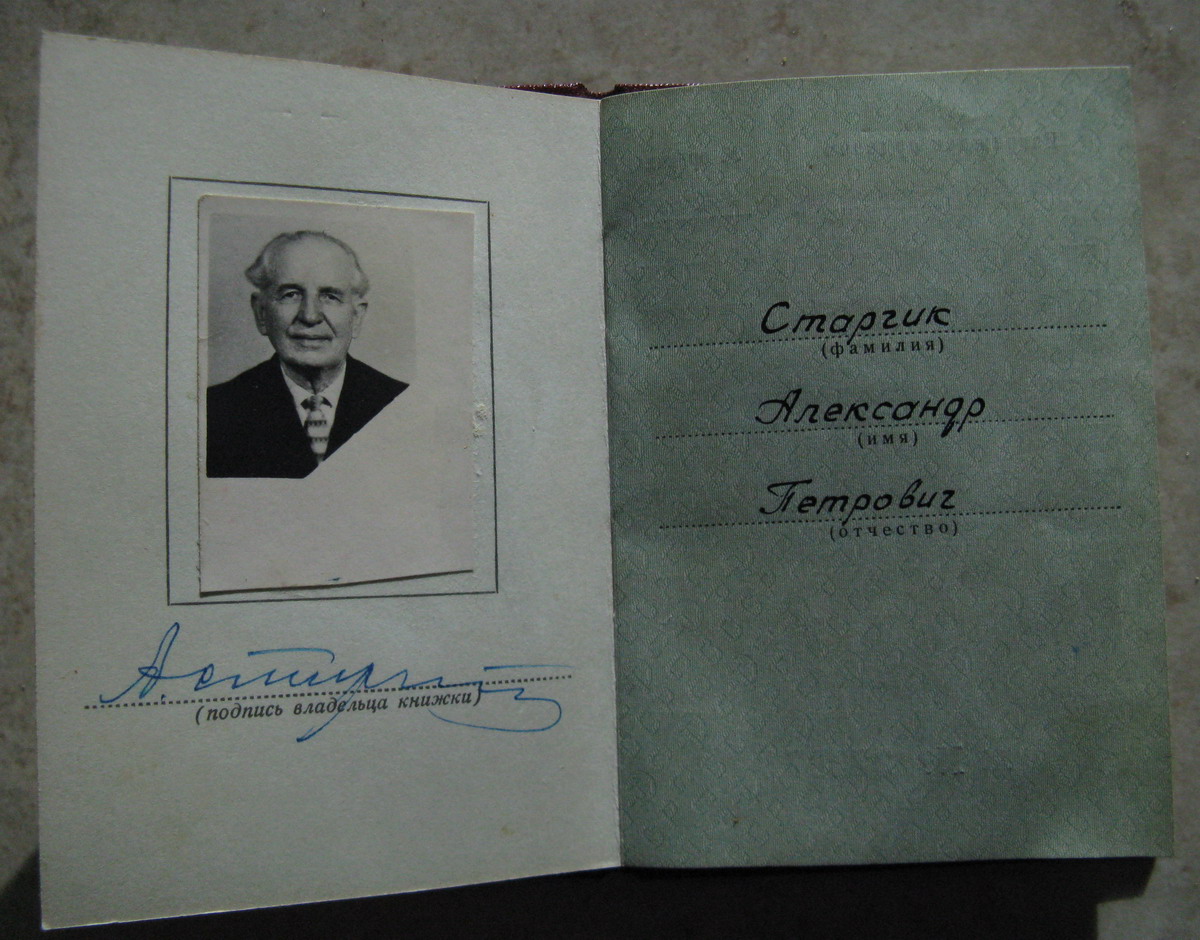 (подпись владельца книжки)
Старгик
(фамилия)
Александр
(имя)
Петрович
(отчество)